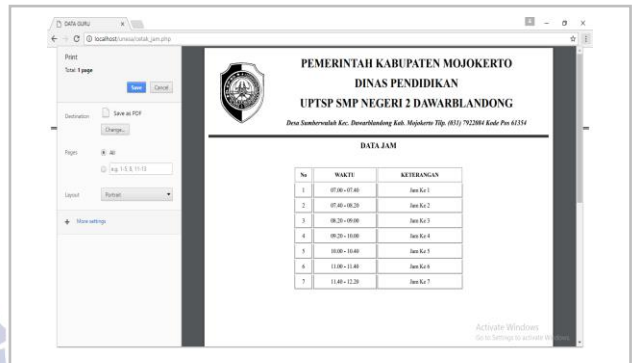 DATA GURU
localhost/unesa/cetak_jam.php
Print
Total: 1 page
Save Cancel
Destination Save as PDF
Change...
Pages All
e.g. 1-5, 8, 11-13
Layout Portrait
+ More settings
PEMERINTAH KABUPATEN MOJOKERTO
DINAS PENDIDIKAN
UPTSP SMP NEGERI 2 DAWARBLANDONG
Desa Sumberwuluh Kec. Dawarblandong Kab. Mojokerto Tilp. (031) 7922084 Kode Pos 61354
DATA JAM
No WAKTU KETERANGAN
1 07.00 - 07.40 Jam Ke 1
2 07.40 - 08.20 Jam Ke 2
3 08.20 - 09.00 Jam Ke 3
4 09.20 - 10.00 Jam Ke 4
5 10.00 - 10.40 Jam Ke 5
6 11.00 - 11.40 Jam Ke 6
7 11.40 - 12.20 Jam Ke 7
Activate Windows
Go to Settings to activate Windows.